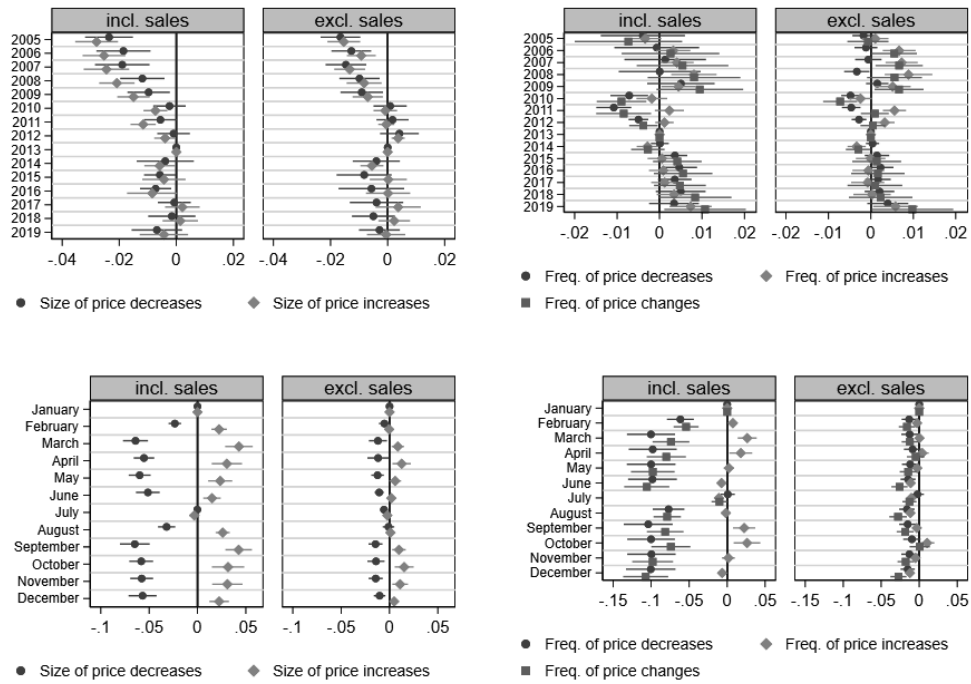 incl. sales
excl. sales
2005
2006
2007
2008
2009
2010
2011
2012
2013
2014
2015
2016
2017
2018
2019
-.04 -.02 0 .02
-.04 -.02 0 .02
Size of price decreases
Size of price increases
incl. sales
excl. sales
2005
2006
2007
2008
2009
2010
2011
2012
2013
2014
2015
2016
2017
2018
2019
-.02 -.01 0 .01 .02
-.02 -.01 0 .01 .02
Freq. of price decreases
Freq. of price increases
Freq. of price changes
incl. sales
excl. sales
January
February
March
April
May
June
July
August
September
October
November
December
-.1 -.05 0 .05
-.1 -.05 0 .05
Size of price decreases
Size of price increases
incl. sales
excl. sales
January
February
March
April
May
June
July
August
September
October
November
December
-.15 -.1 -.05 0 .05
-.15 -.1 -.05 0 .05
Freq. of price decreases
Freq. of price increases
Freq. of price changes